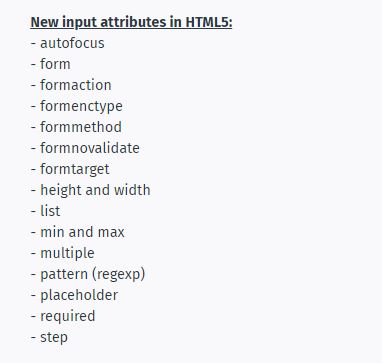 New input attributes in HTML5:
- autofocus
- form
- formaction
- formenctype
- formmethod
- formnovalidate
- formtarget
- height and width
- list
- min and max
- multiple
- pattern (regexp)
- placeholder
- required
- step